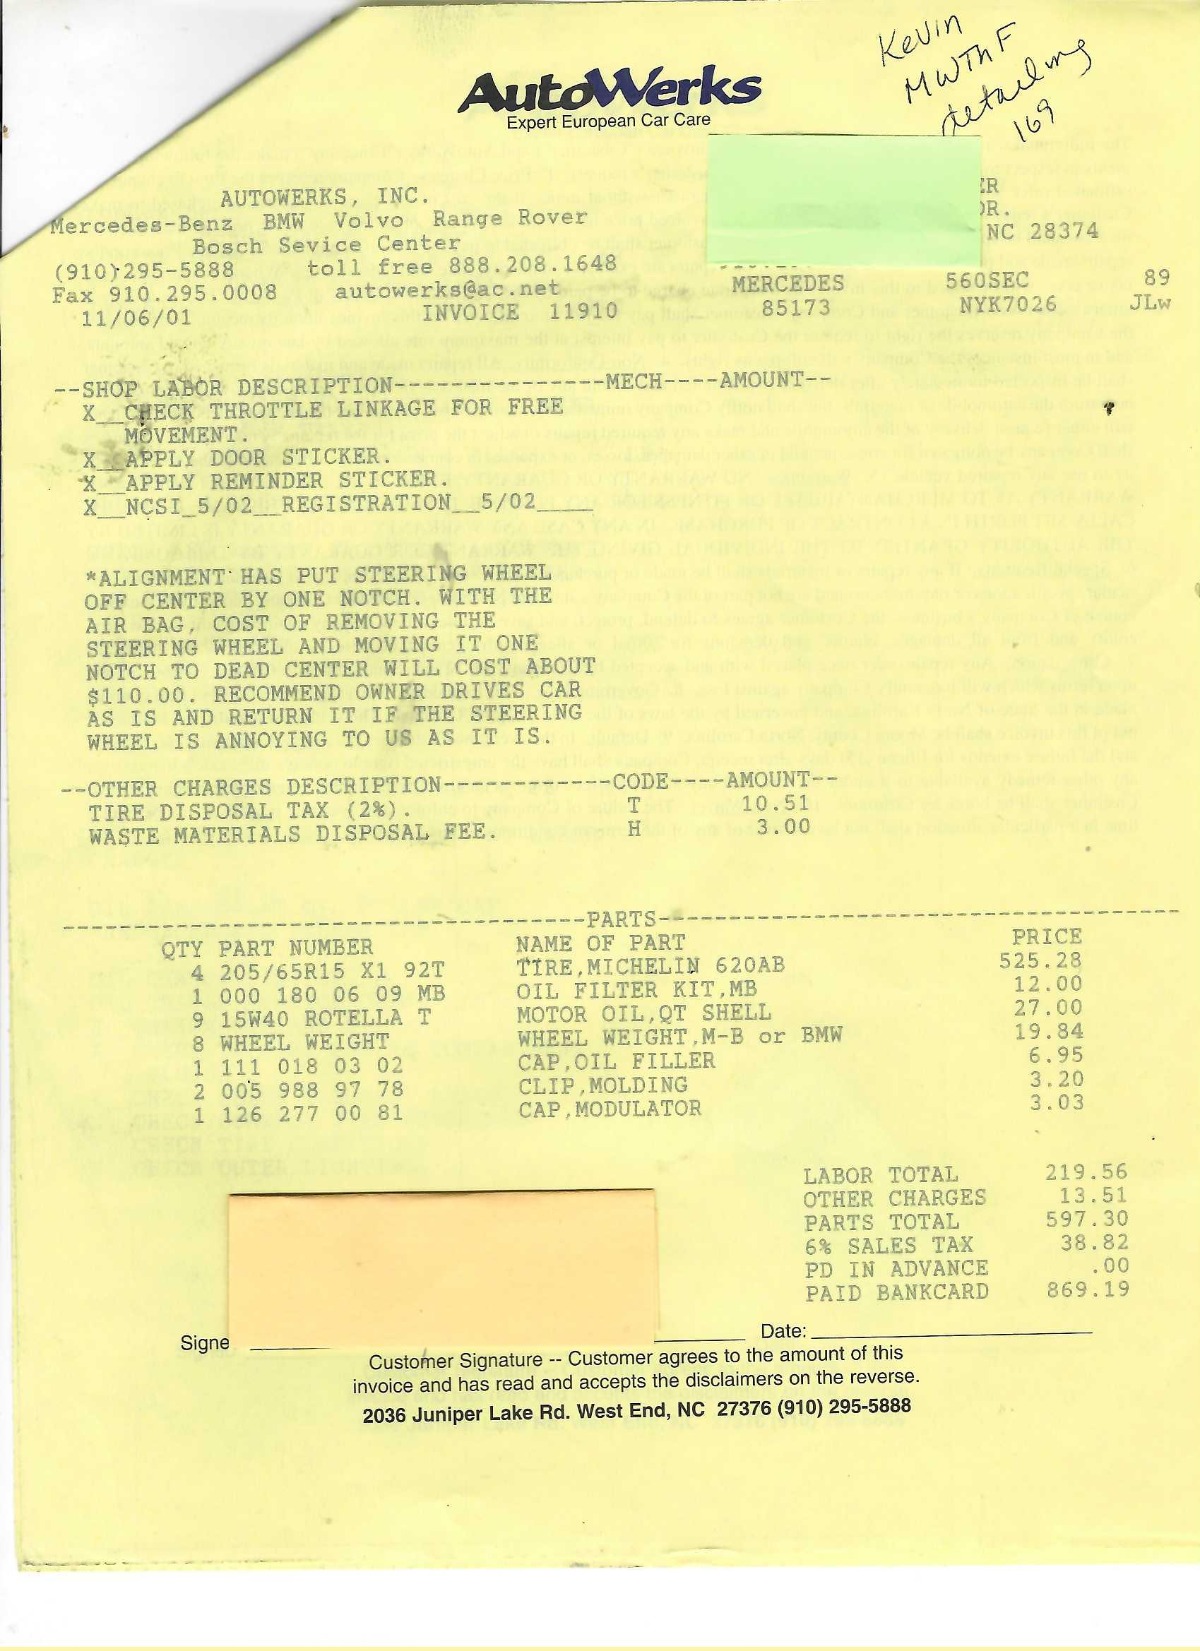 Kevin
MWThF
detailing
169
AutoWerks
Expert European Car Care
AUTOWERKS, INC.
Mercedes-Benz BMW Volvo Range Rover
Bosch Sevice Center
(910)295-5888 toll free 888.208.1648
Fax 910.295.0008 autowerks@ac.net
11/06/01 INVOICE 11910
ER
DR.
NC 28374
MERCEDES 560SEC 89
85173 NYK7026 JLw
--SHOP LABOR DESCRIPTION---------------MECH----AMOUNT--
X__CHECK THROTTLE LINKAGE FOR FREE
MOVEMENT.
X__APPLY DOOR STICKER.
X__APPLY REMINDER STICKER.
X__NCSI_5/02__REGISTRATION__5/02____
*ALIGNMENT HAS PUT STEERING WHEEL
OFF CENTER BY ONE NOTCH. WITH THE
AIR BAG, COST OF REMOVING THE
STEERING WHEEL AND MOVING IT ONE
NOTCH TO DEAD CENTER WILL COST ABOUT
$110.00. RECOMMEND OWNER DRIVES CAR
AS IS AND RETURN IT IF THE STEERING
WHEEL IS ANNOYING TO US AS IT IS.
--OTHER CHARGES DESCRIPTION------------CODE----AMOUNT--
TIRE DISPOSAL TAX (2%). T 10.51
WASTE MATERIALS DISPOSAL FEE. H 3.00
-------------------------------------PARTS-------------------------------------
QTY PART NUMBER NAME OF PART PRICE
4 205/65R15 X1 92T TIRE,MICHELIN 620AB 525.28
1 000 180 06 09 MB OIL FILTER KIT,MB 12.00
9 15W40 ROTELLA T MOTOR OIL,QT SHELL 27.00
8 WHEEL WEIGHT WHEEL WEIGHT,M-B or BMW 19.84
1 111 018 03 02 CAP,OIL FILLER 6.95
2 005 988 97 78 CLIP,MOLDING 3.20
1 126 277 00 81 CAP,MODULATOR 3.03
LABOR TOTAL 219.56
OTHER CHARGES 13.51
PARTS TOTAL 597.30
6% SALES TAX 38.82
PD IN ADVANCE .00
PAID BANKCARD 869.19
Signe Date:
Customer Signature -- Customer agrees to the amount of this
invoice and has read and accepts the disclaimers on the reverse.
2036 Juniper Lake Rd. West End, NC 27376 (910) 295-5888